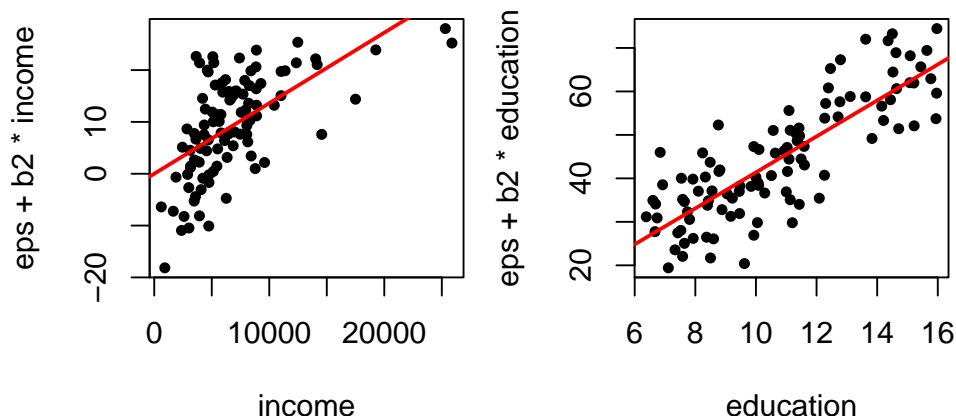 eps + b2 * income
10
0
−20
0 10000 20000
income
eps + b2 * education
60
40
20
6 8 10 12 14 16
education